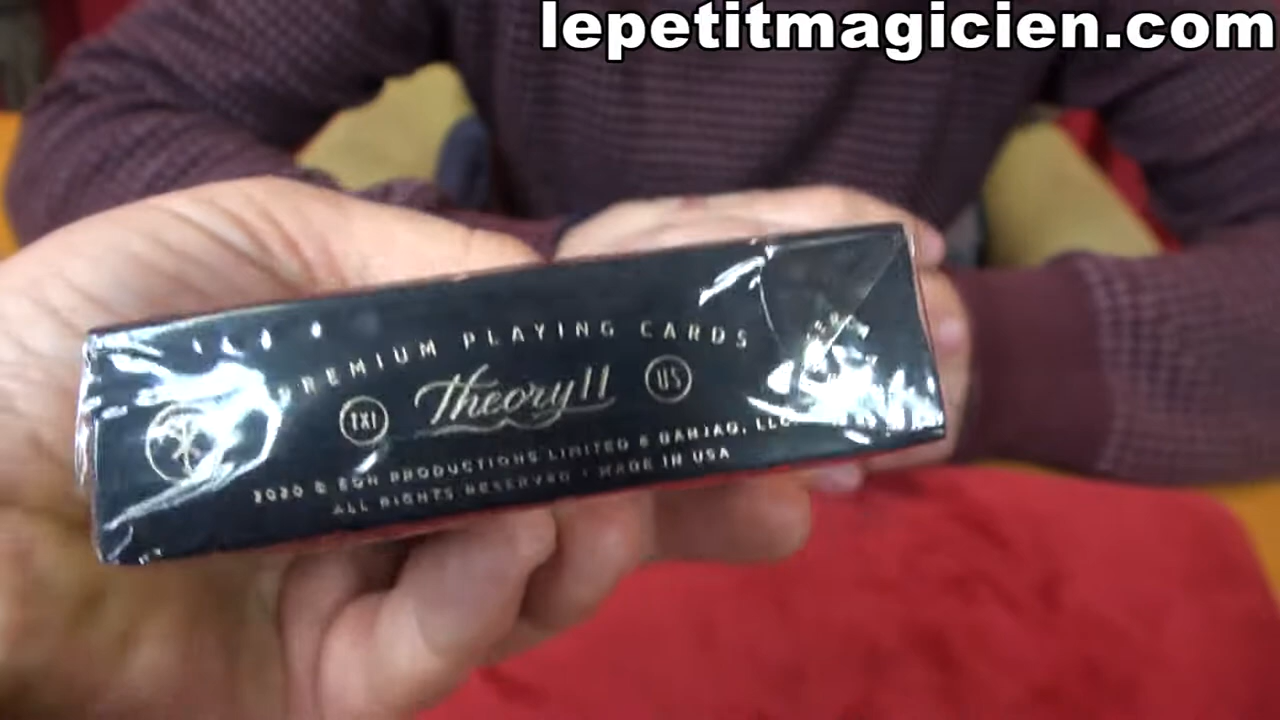 lepetitmagicien.com
PREMIUM PLAYING CARDS
TXI theory11 US
2020 © EON PRODUCTIONS LIMITED & DANJAQ, LLC
ALL RIGHTS RESERVED | MADE IN USA